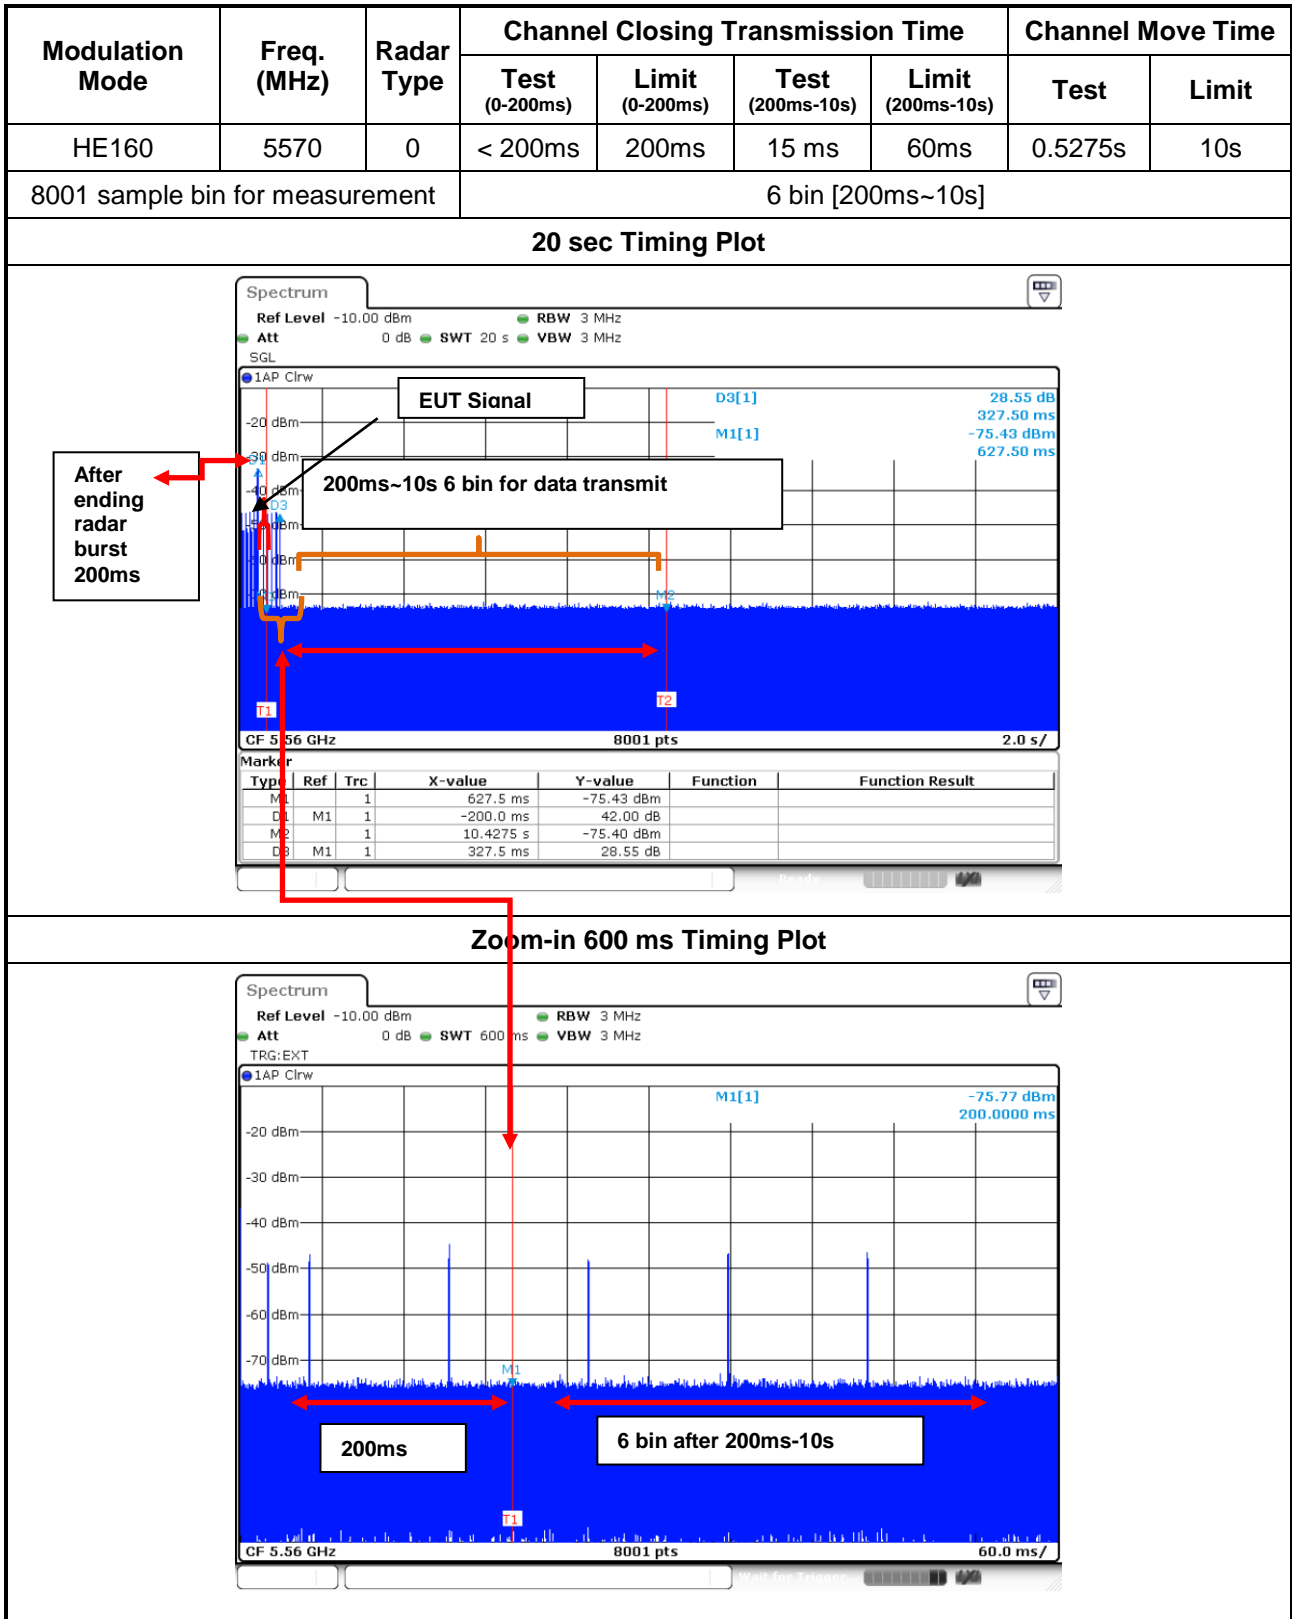 Modulation Mode | Freq. (MHz) | Radar Type | Channel Closing Transmission Time | Channel Move Time
Test (0-200ms) | Limit (0-200ms) | Test (200ms-10s) | Limit (200ms-10s) | Test | Limit
HE160 | 5570 | 0 | < 200ms | 200ms | 15 ms | 60ms | 0.5275s | 10s
8001 sample bin for measurement | 6 bin [200ms~10s]
20 sec Timing Plot
Spectrum
Ref Level -10.00 dBm RBW 3 MHz
Att 0 dB SWT 20 s VBW 3 MHz
SGL
1AP Clrw
EUT Signal
D3[1] 28.55 dB
327.50 ms
M1[1] -75.43 dBm
627.50 ms
-20 dBm
-30 dBm
D1
After
ending
radar
burst
200ms
200ms~10s 6 bin for data transmit
-40 dBm
D3
M2
T1
T2
CF 5.56 GHz 8001 pts 2.0 s/
Marker
Type | Ref | Trc | X-value | Y-value | Function | Function Result
M1 | 1 | 627.5 ms | -75.43 dBm
D1 | M1 | 1 | -200.0 ms | 42.00 dB
M2 | 1 | 10.4275 s | -75.40 dBm
D3 | M1 | 1 | 327.5 ms | 28.55 dB
Ready
Zoom-in 600 ms Timing Plot
Spectrum
Ref Level -10.00 dBm RBW 3 MHz
Att 0 dB SWT 600 ms VBW 3 MHz
TRG:EXT
1AP Clrw
M1[1] -75.77 dBm
200.0000 ms
-20 dBm
-30 dBm
-40 dBm
-50 dBm
-60 dBm
-70 dBm
M1
200ms
6 bin after 200ms-10s
T1
CF 5.56 GHz 8001 pts 60.0 ms/
Wait for Trigger...